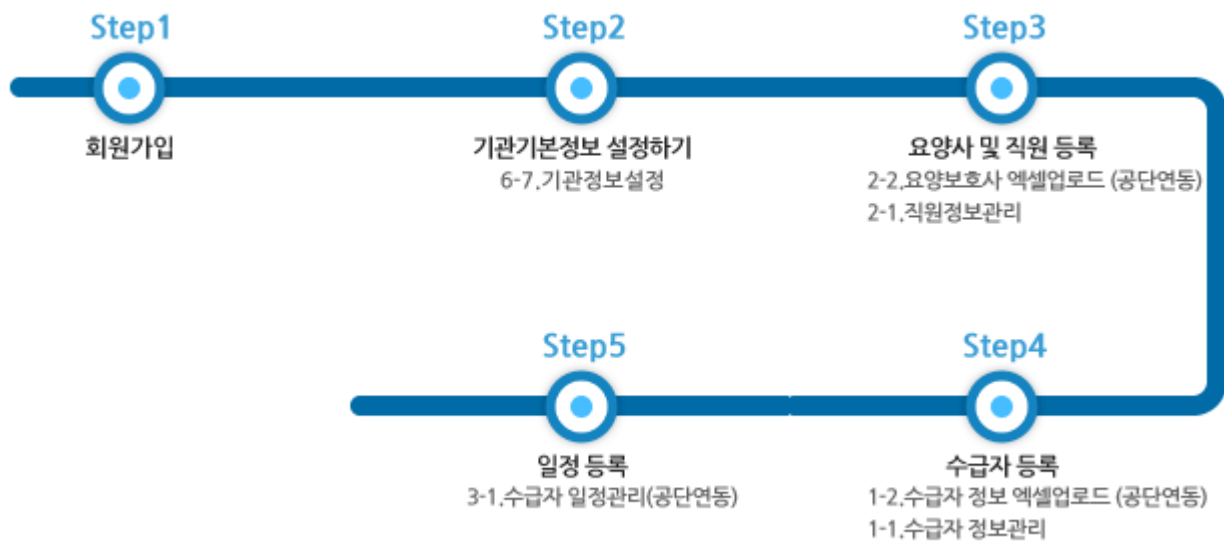 Step1
회원가입
Step2
기관기본정보 설정하기
6-7.기관정보설정
Step3
요양사 및 직원 등록
2-2.요양보호사 엑셀업로드 (공단연동)
2-1.직원정보관리
Step4
수급자 등록
1-2.수급자 정보 엑셀업로드 (공단연동)
1-1.수급자 정보관리
Step5
일정 등록
3-1.수급자 일정관리(공단연동)